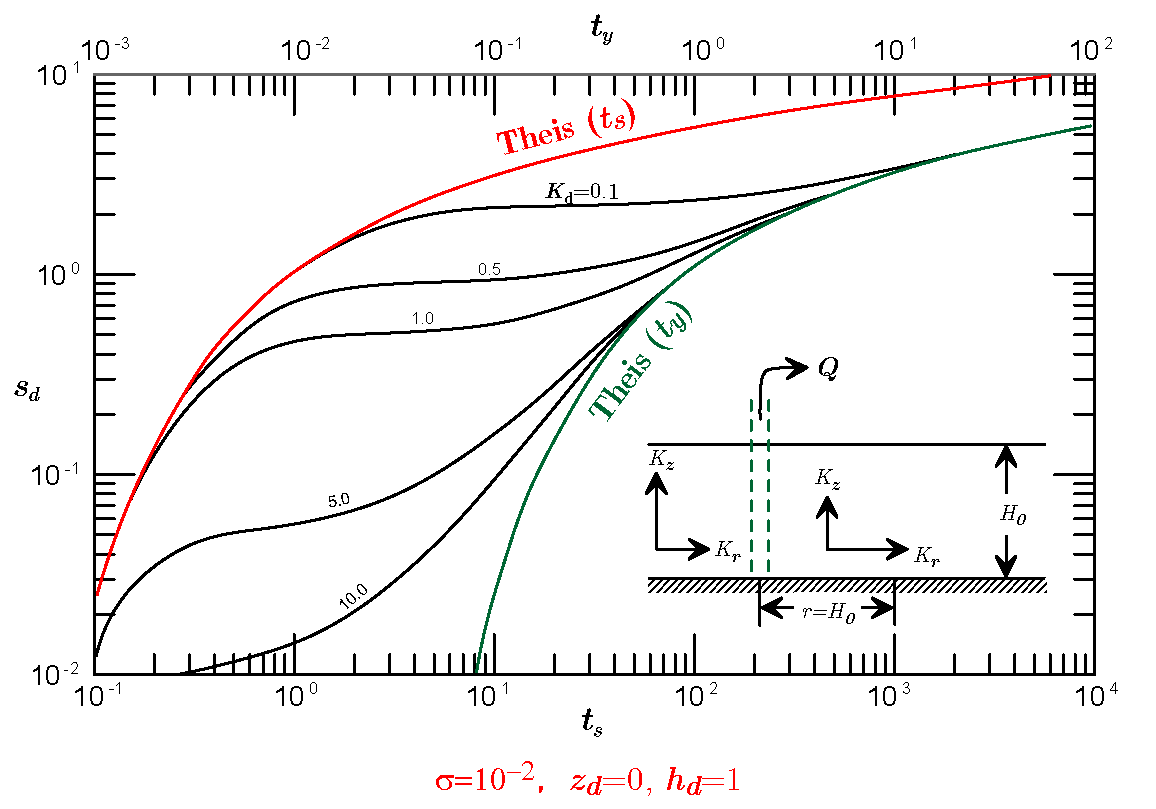 t_y
10^-3 10^-2 10^-1 10^0 10^1 10^2
10^1
Theis (t_s)
K_d=0.1
10^0
0.5
1.0
Theis (t_y)
s_d
Q
10^-1
K_z
K_z
5.0
H_0
K_r
K_r
10.0
r=H_0
10^-2
10^-1 10^0 10^1 10^2 10^3 10^4
t_s
σ=10^-2, z_d=0, h_d=1